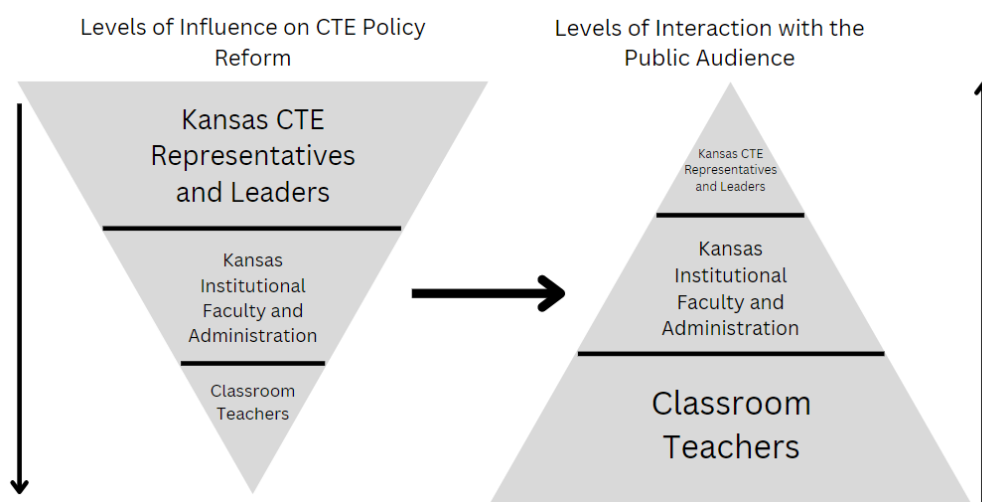 Levels of Influence on CTE Policy
Reform
Kansas CTE
Representatives
and Leaders
Kansas
Institutional
Faculty and
Administration
Classroom
Teachers
Levels of Interaction with the
Public Audience
Kansas CTE
Representatives
and Leaders
Kansas
Institutional
Faculty and
Administration
Classroom
Teachers